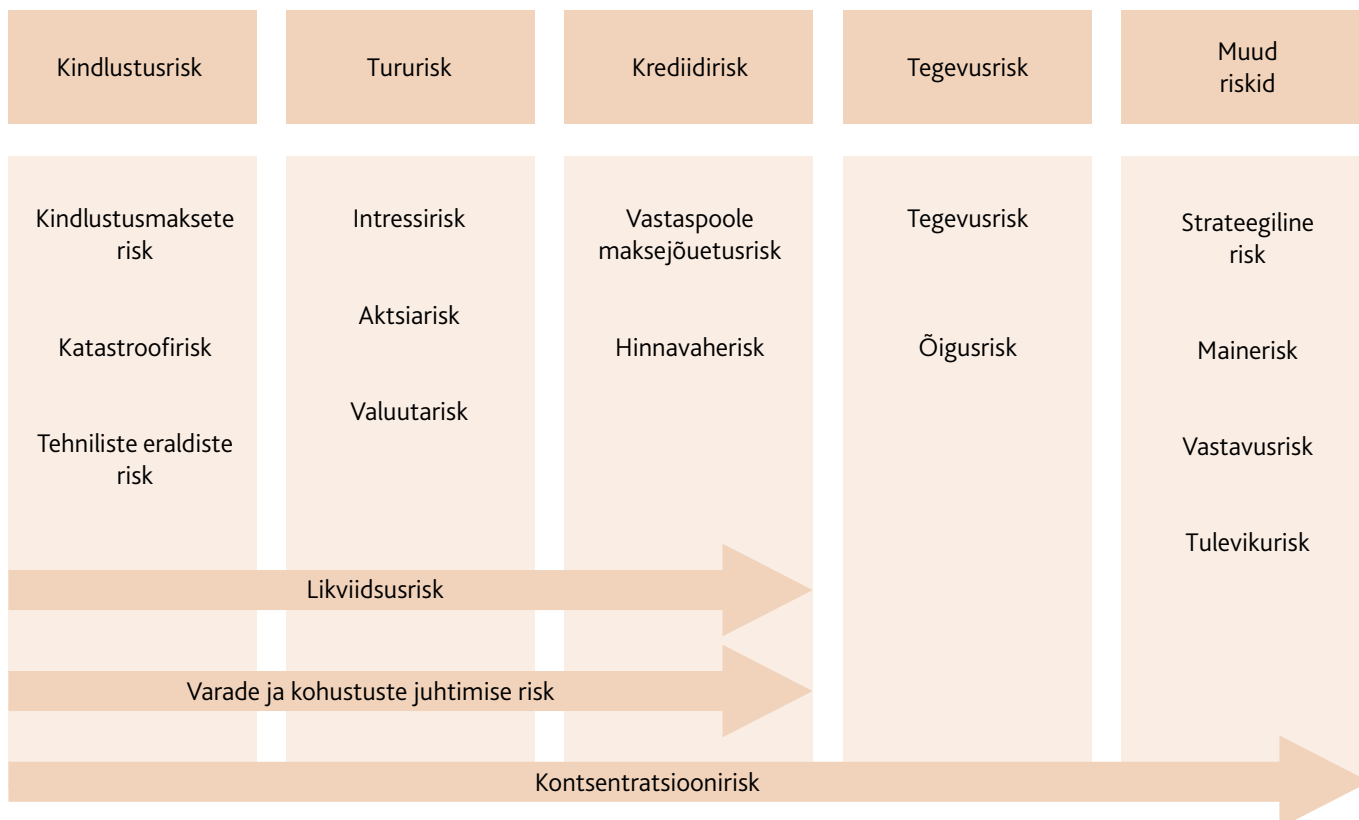 Kindlustusrisk
Tururisk
Krediidirisk
Tegevusrisk
Muud
riskid
Kindlustusmaksete
risk
Katastroofirisk
Tehniliste eraldiste
risk
Intressirisk
Aktsiarisk
Valuutarisk
Vastaspoole
maksejõuetusrisk
Hinnavaherisk
Tegevusrisk
Õigusrisk
Strateegiline
risk
Mainerisk
Vastavusrisk
Tulevikurisk
Likviidsusrisk
Varade ja kohustuste juhtimise risk
Kontsentratsioonirisk